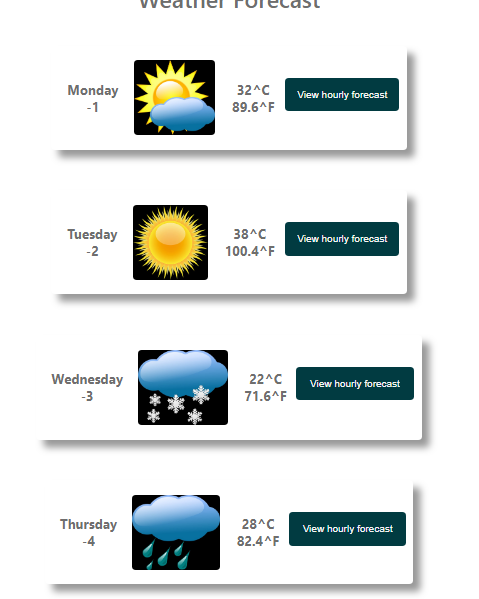 Weather Forecast
Monday
-1
32^C
89.6^F
View hourly forecast
Tuesday
-2
38^C
100.4^F
View hourly forecast
Wednesday
-3
22^C
71.6^F
View hourly forecast
Thursday
-4
28^C
82.4^F
View hourly forecast